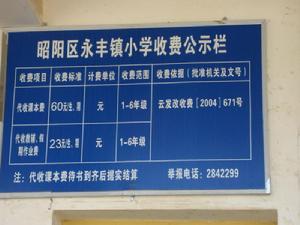 昭阳区永丰镇小学收费公示栏
收费项目 收费标准 计费单位 收费范围 收费依据（批准机关及文号）
代收课本费 60元/生、期 元 1-6年级 云发改收费【2004】671号
代收教辅、假
期作业费 23元/生、期 元 1-6年级
注：代收课本费待书到齐后据实结算 举报电话：2842299